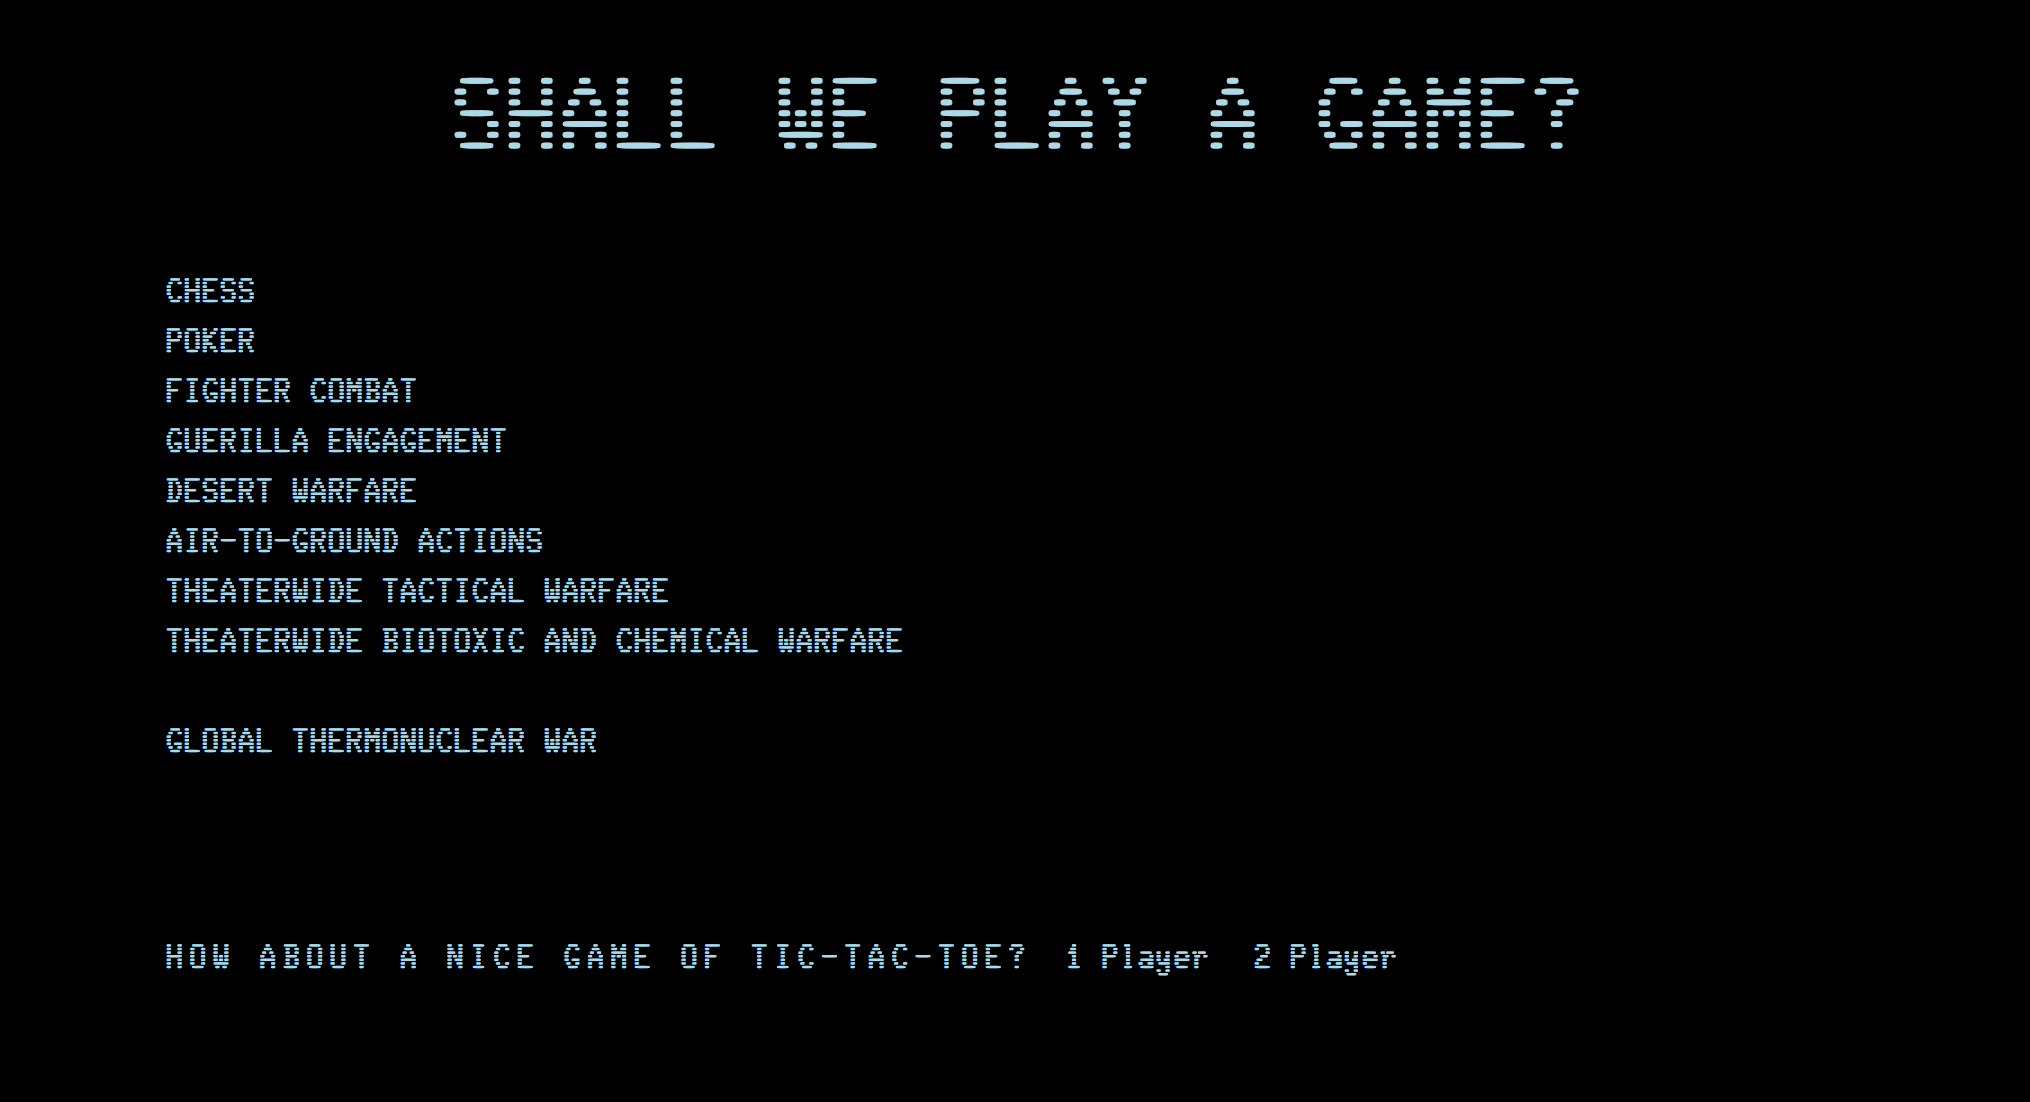 SHALL WE PLAY A GAME?
CHESS
POKER
FIGHTER COMBAT
GUERILLA ENGAGEMENT
DESERT WARFARE
AIR-TO-GROUND ACTIONS
THEATERWIDE TACTICAL WARFARE
THEATERWIDE BIOTOXIC AND CHEMICAL WARFARE
GLOBAL THERMONUCLEAR WAR
HOW ABOUT A NICE GAME OF TIC-TAC-TOE? 1 Player 2 Player